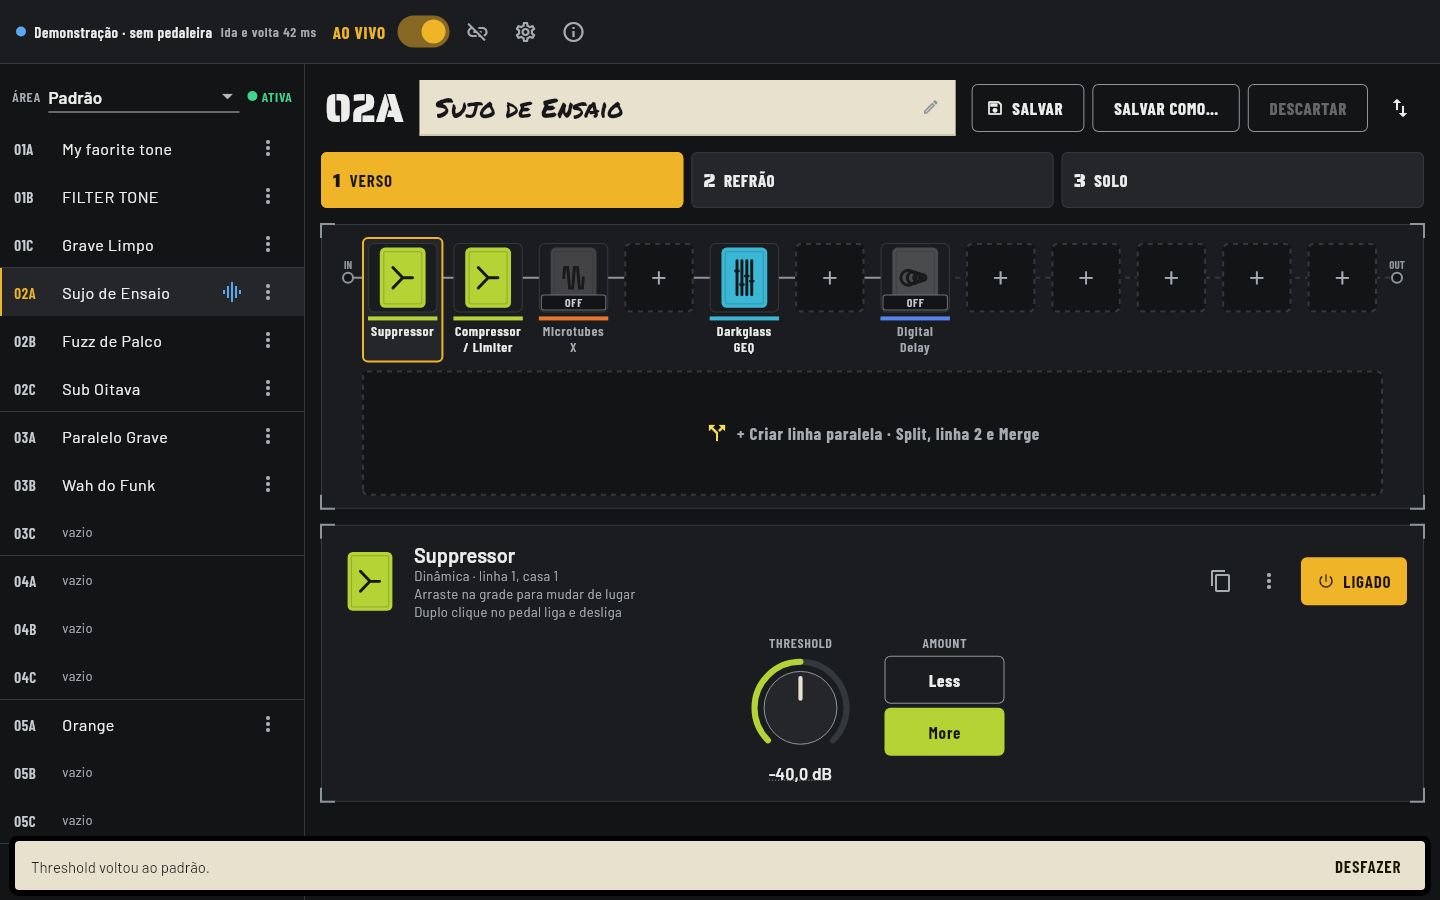 Demonstração · sem pedaleira Ida e volta 42 ms AO VIVO
ÁREA Padrão ATIVA
01A My faorite tone
01B FILTER TONE
01C Grave Limpo
02A Sujo de Ensaio
02B Fuzz de Palco
02C Sub Oitava
03A Paralelo Grave
03B Wah do Funk
03C vazio
04A vazio
04B vazio
04C vazio
05A Orange
05B vazio
05C vazio
02A Sujo de Ensaio SALVAR SALVAR COMO... DESCARTAR
1 VERSO 2 REFRÃO 3 SOLO
IN + + + + + + + OUT
OFF OFF
Suppressor Compressor Microtubes Darkglass Digital
/ Limiter X GEQ Delay
+ Criar linha paralela · Split, linha 2 e Merge
Suppressor
Dinâmica · linha 1, casa 1
Arraste na grade para mudar de lugar
Duplo clique no pedal liga e desliga
LIGADO
THRESHOLD AMOUNT
Less
More
-40,0 dB
Threshold voltou ao padrão. DESFAZER